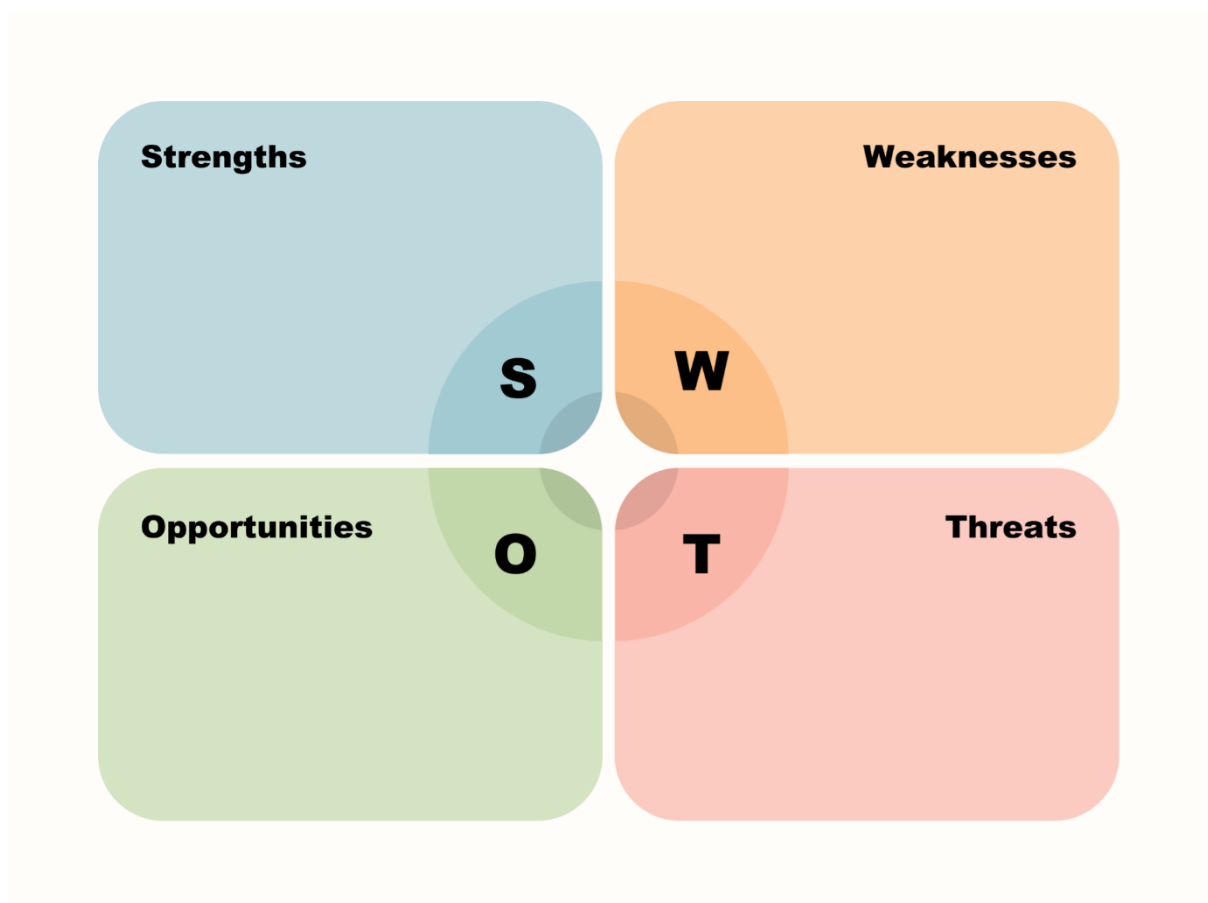 Strengths
Weaknesses
S
W
Opportunities
Threats
O
T